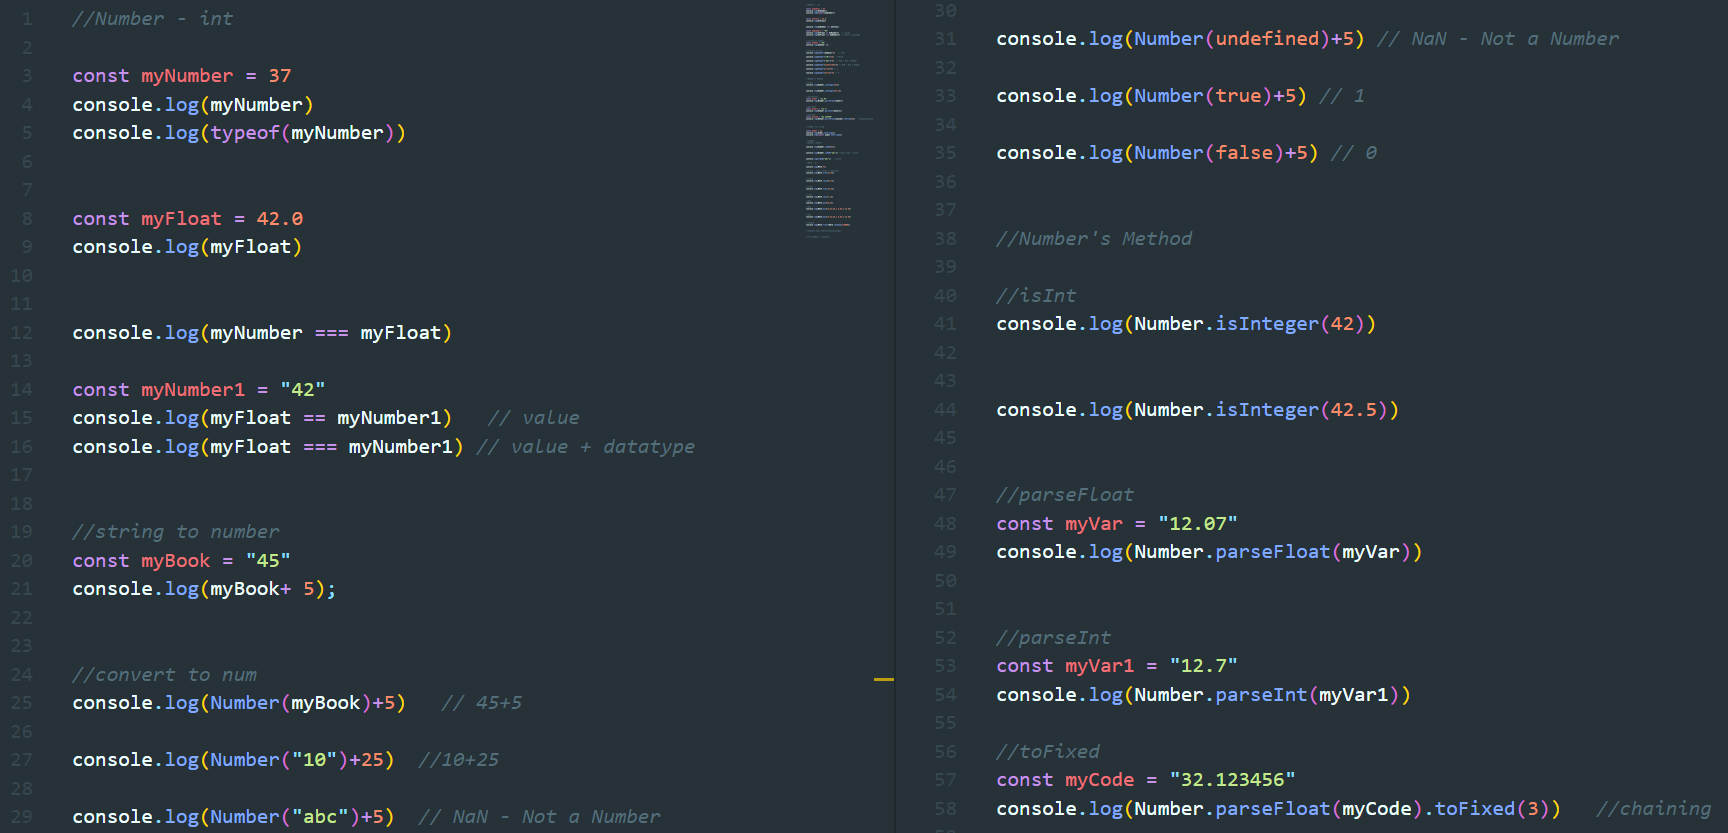 1 //Number - int
2
3 const myNumber = 37
4 console.log(myNumber)
5 console.log(typeof(myNumber))
6
7
8 const myFloat = 42.0
9 console.log(myFloat)
10
11
12 console.log(myNumber === myFloat)
13
14 const myNumber1 = "42"
15 console.log(myFloat == myNumber1) // value
16 console.log(myFloat === myNumber1) // value + datatype
17
18
19 //string to number
20 const myBook = "45"
21 console.log(myBook+ 5);
22
23
24 //convert to num
25 console.log(Number(myBook)+5) // 45+5
26
27 console.log(Number("10")+25) //10+25
28
29 console.log(Number("abc")+5) // NaN - Not a Number
30
31 console.log(Number(undefined)+5) // NaN - Not a Number
32
33 console.log(Number(true)+5) // 1
34
35 console.log(Number(false)+5) // 0
36
37
38 //Number's Method
39
40 //isInt
41 console.log(Number.isInteger(42))
42
43
44 console.log(Number.isInteger(42.5))
45
46
47 //parseFloat
48 const myVar = "12.07"
49 console.log(Number.parseFloat(myVar))
50
51
52 //parseInt
53 const myVar1 = "12.7"
54 console.log(Number.parseInt(myVar1))
55
56 //toFixed
57 const myCode = "32.123456"
58 console.log(Number.parseFloat(myCode).toFixed(3)) //chaining